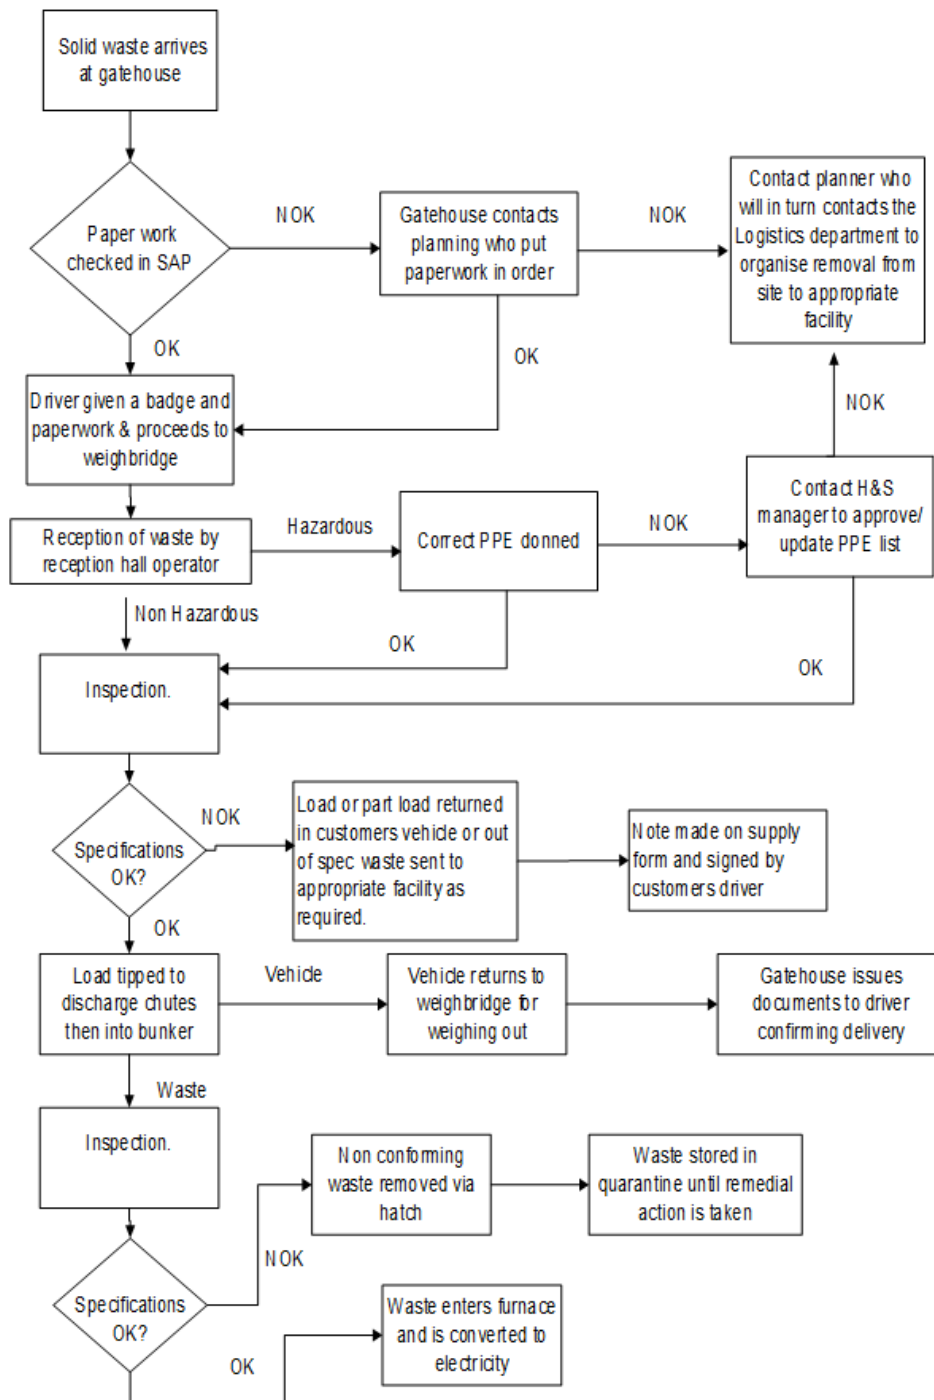 Solid waste arrives
at gatehouse
Paper work
checked in SAP
NOK
Gatehouse contacts
planning who put
paperwork in order
NOK
Contact planner who
will in turn contacts the
Logistics department to
organise removal from
site to appropriate
facility
OK
OK
Driver given a badge and
paperwork & proceeds to
weighbridge
NOK
Reception of waste by
reception hall operator
Hazardous
Correct PPE donned
NOK
Contact H&S
manager to approve/
update PPE list
Non Hazardous
OK
OK
Inspection.
Specifications
OK?
NOK
Load or part load returned
in customers vehicle or out
of spec waste sent to
appropriate facility as
required.
Note made on supply
form and signed by
customers driver
OK
Load tipped to
discharge chutes
then into bunker
Vehicle
Vehicle returns to
weighbridge for
weighing out
Gatehouse issues
documents to driver
confirming delivery
Waste
Inspection.
Non conforming
waste removed via
hatch
Waste stored in
quarantine until remedial
action is taken
NOK
Specifications
OK?
Waste enters furnace
and is converted to
electricity
OK